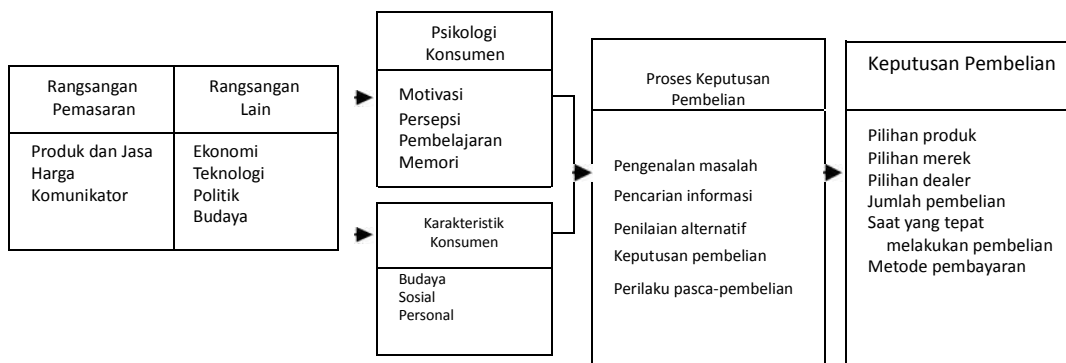 Rangsangan
Pemasaran
Produk dan Jasa
Harga
Komunikator
Rangsangan
Lain
Ekonomi
Teknologi
Politik
Budaya
Psikologi
Konsumen
Motivasi
Persepsi
Pembelajaran
Memori
Karakteristik
Konsumen
Budaya
Sosial
Personal
Proses Keputusan
Pembelian
Pengenalan masalah
Pencarian informasi
Penilaian alternatif
Keputusan pembelian
Perilaku pasca-pembelian
Keputusan Pembelian
Pilihan produk
Pilihan merek
Pilihan dealer
Jumlah pembelian
Saat yang tepat
melakukan pembelian
Metode pembayaran